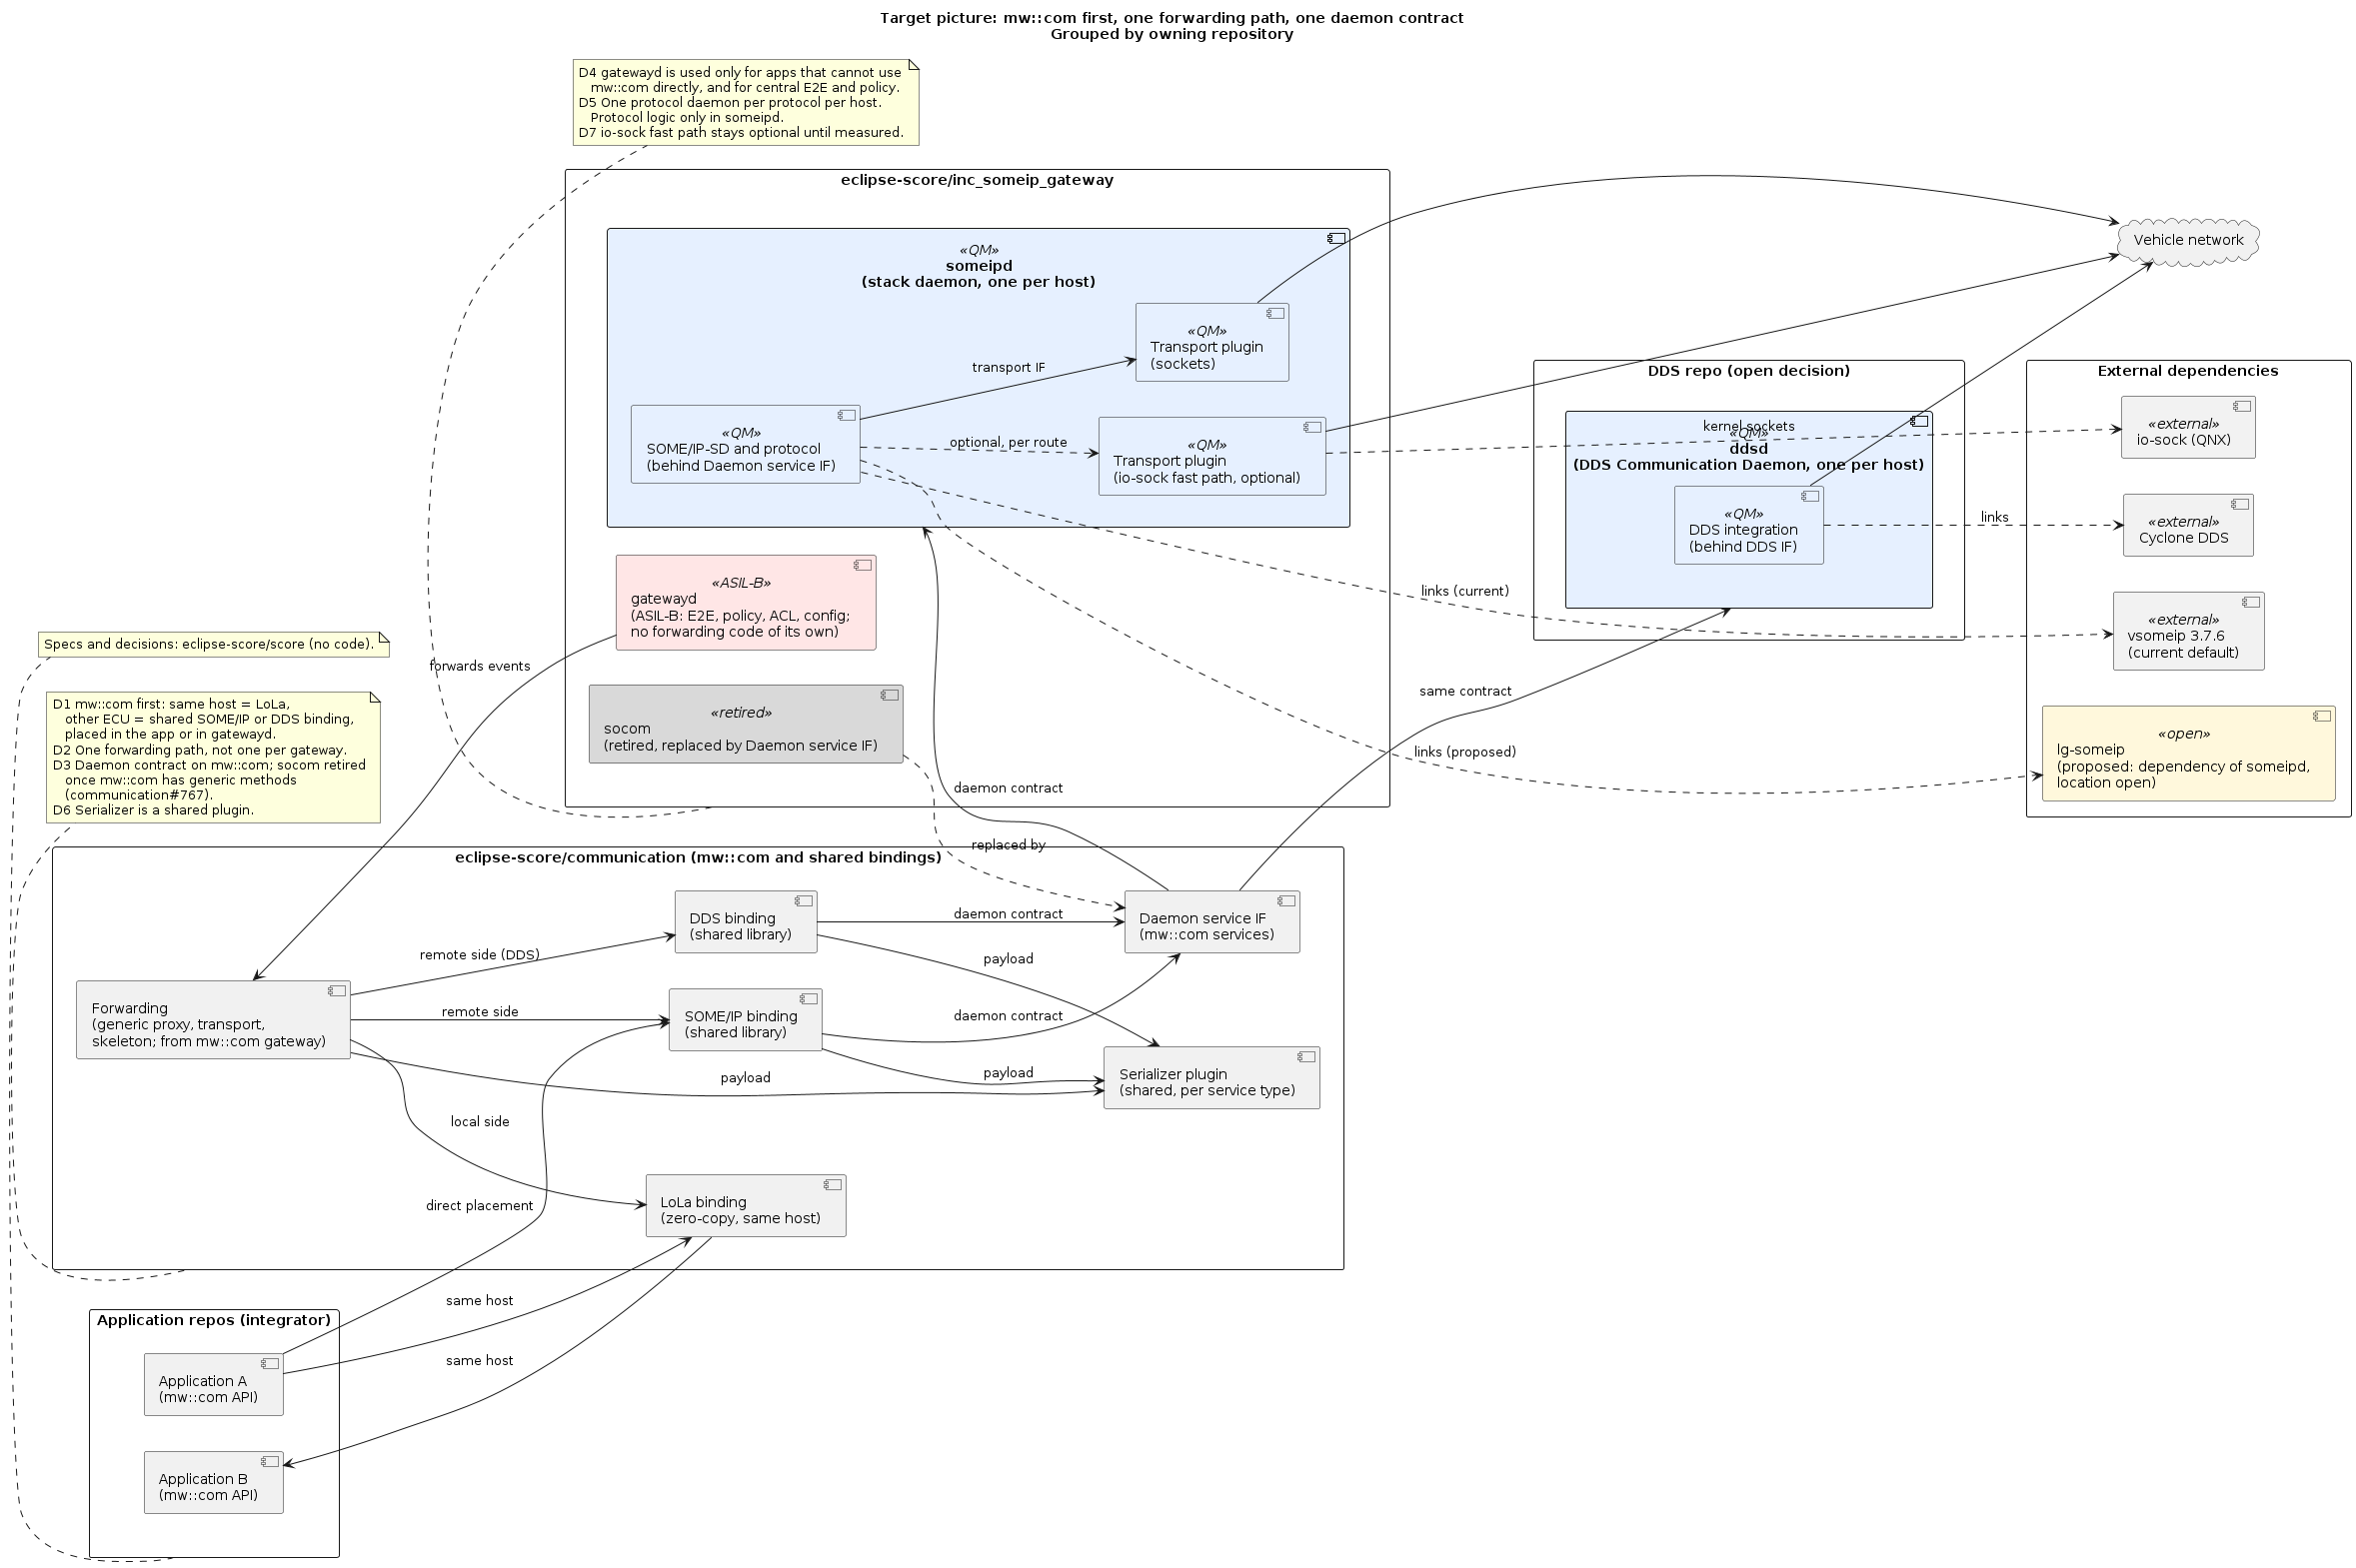 Target picture: mw::com first, one forwarding path, one daemon contract
Grouped by owning repository
D4 gatewayd is used only for apps that cannot use
mw::com directly, and for central E2E and policy.
D5 One protocol daemon per protocol per host.
Protocol logic only in someipd.
D7 io-sock fast path stays optional until measured.
eclipse-score/inc_someip_gateway
«QM»
someipd
(stack daemon, one per host)
«QM»
Transport plugin
(sockets)
transport IF
«QM»
SOME/IP-SD and protocol
(behind Daemon service IF)
optional, per route
«QM»
Transport plugin
(io-sock fast path, optional)
«ASIL-B»
gatewayd
(ASIL-B: E2E, policy, ACL, config;
no forwarding code of its own)
forwards events
«retired»
socom
(retired, replaced by Daemon service IF)
Vehicle network
DDS repo (open decision)
kernel sockets
«QM»
ddsd
(DDS Communication Daemon, one per host)
«QM»
DDS integration
(behind DDS IF)
links
links (current)
same contract
links (proposed)
External dependencies
«external»
io-sock (QNX)
«external»
Cyclone DDS
«external»
vsomeip 3.7.6
(current default)
«open»
lg-someip
(proposed: dependency of someipd,
location open)
Specs and decisions: eclipse-score/score (no code).
D1 mw::com first: same host = LoLa,
other ECU = shared SOME/IP or DDS binding,
placed in the app or in gatewayd.
D2 One forwarding path, not one per gateway.
D3 Daemon contract on mw::com; socom retired
once mw::com has generic methods
(communication#767).
D6 Serializer is a shared plugin.
daemon contract
replaced by
eclipse-score/communication (mw::com and shared bindings)
DDS binding
(shared library)
daemon contract
Daemon service IF
(mw::com services)
remote side (DDS)
payload
Forwarding
(generic proxy, transport,
skeleton; from mw::com gateway)
remote side
SOME/IP binding
(shared library)
daemon contract
payload
payload
Serializer plugin
(shared, per service type)
local side
direct placement
LoLa binding
(zero-copy, same host)
Application repos (integrator)
same host
Application A
(mw::com API)
same host
Application B
(mw::com API)